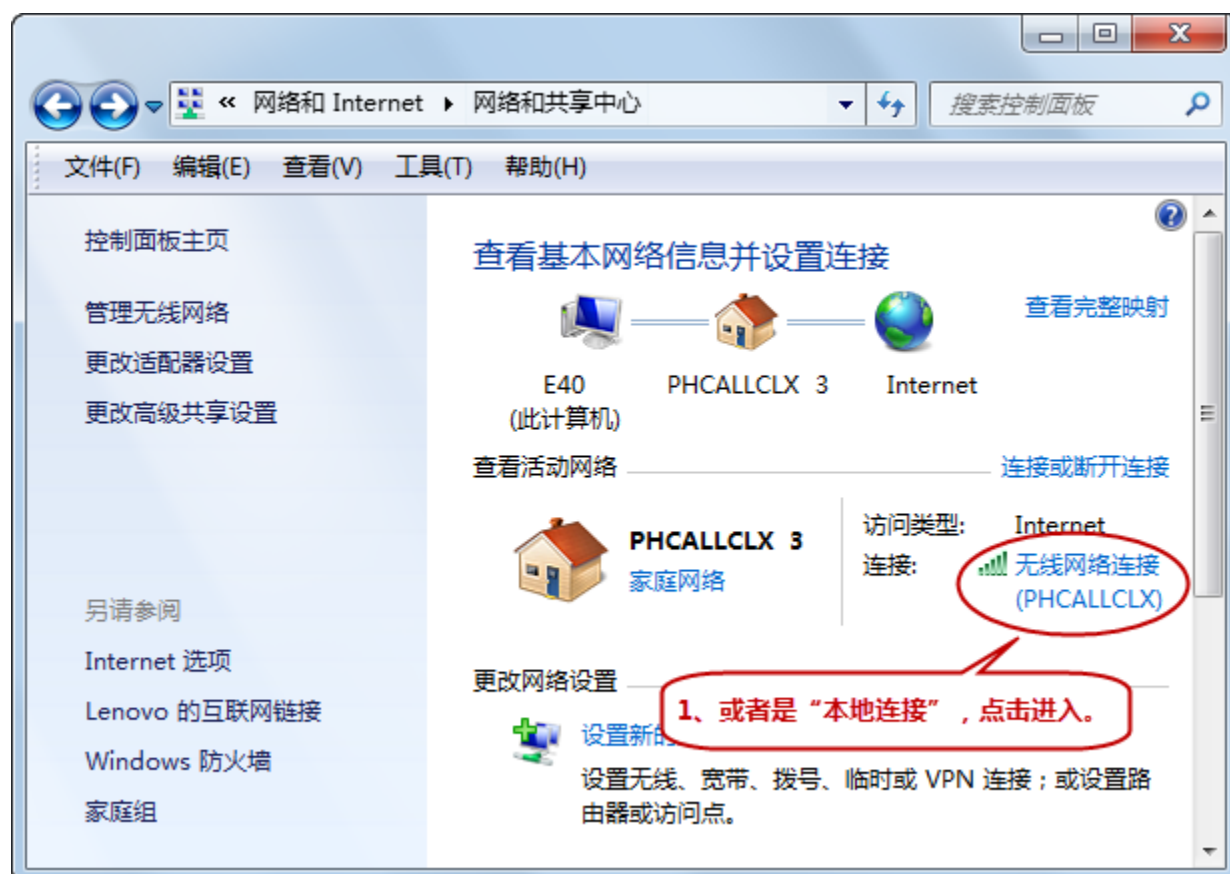 « 网络和 Internet ▸ 网络和共享中心
搜索控制面板
文件(F) 编辑(E) 查看(V) 工具(T) 帮助(H)
控制面板主页
管理无线网络
更改适配器设置
更改高级共享设置
另请参阅
Internet 选项
Lenovo 的互联网链接
Windows 防火墙
家庭组
查看基本网络信息并设置连接
查看完整映射
E40 PHCALLCLX 3 Internet
(此计算机)
查看活动网络 连接或断开连接
PHCALLCLX 3
家庭网络
访问类型: Internet
连接: 无线网络连接
(PHCALLCLX)
更改网络设置
1、或者是“本地连接”,点击进入。
设置新的
设置无线、宽带、拨号、临时或 VPN 连接;或设置路
由器或访问点。